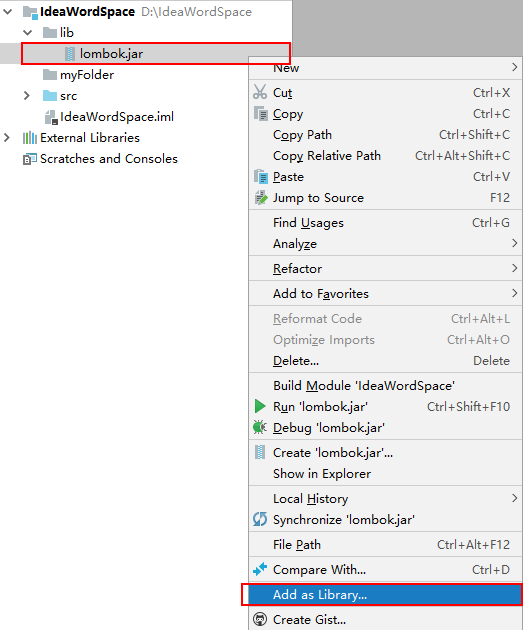 IdeaWordSpace D:\IdeaWordSpace
lib
lombok.jar
myFolder
src
IdeaWordSpace.iml
External Libraries
Scratches and Consoles
New
Cut Ctrl+X
Copy Ctrl+C
Copy Path Ctrl+Shift+C
Copy Relative Path Ctrl+Alt+Shift+C
Paste Ctrl+V
Jump to Source F12
Find Usages Ctrl+G
Analyze
Refactor
Add to Favorites
Reformat Code Ctrl+Alt+L
Optimize Imports Ctrl+Alt+O
Delete... Delete
Build Module 'IdeaWordSpace'
Run 'lombok.jar' Ctrl+Shift+F10
Debug 'lombok.jar'
Create 'lombok.jar'...
Show in Explorer
Local History
Synchronize 'lombok.jar'
File Path Ctrl+Alt+F12
Compare With... Ctrl+D
Add as Library...
Create Gist...